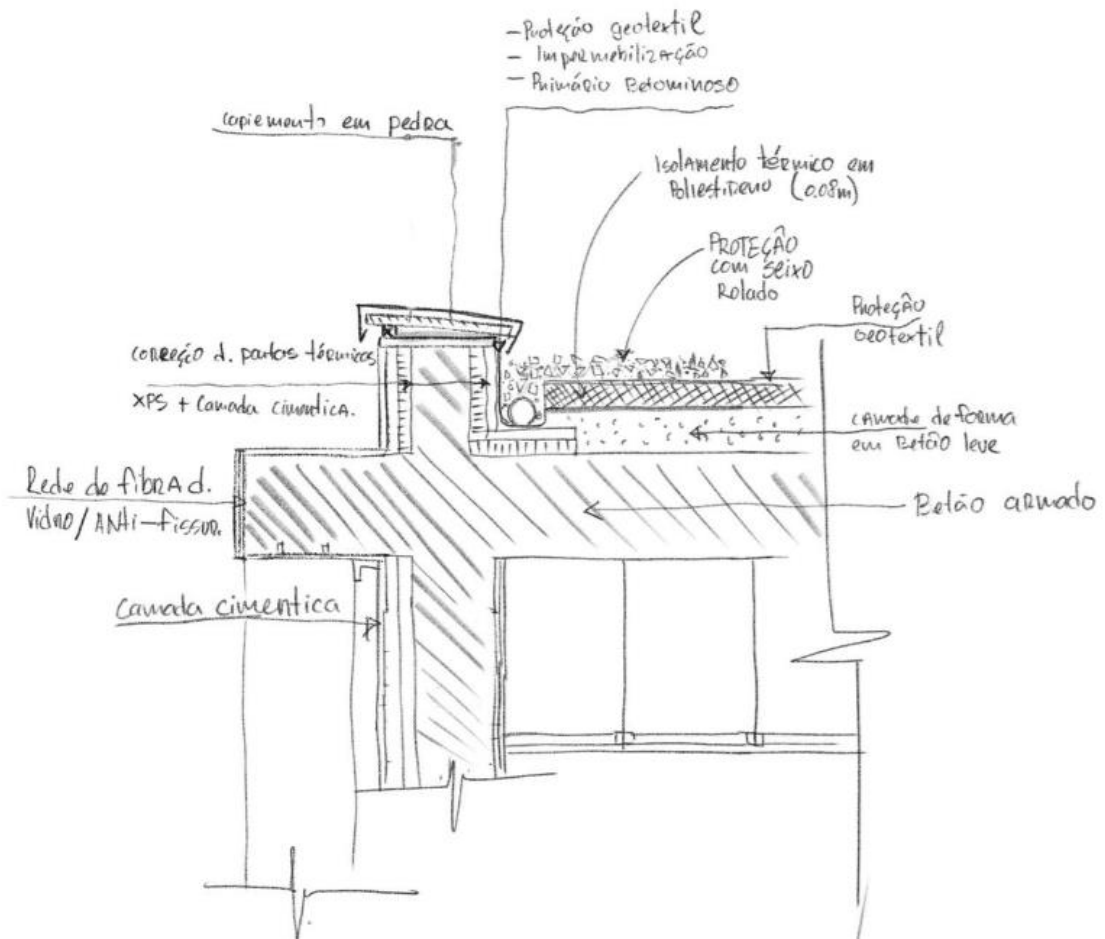 - Proteção geotextil
- Impermebilização
- Primário Betominoso
capiemento em pedra
Isolamento térmico em
Poliestireno (0.08m)
PROTEÇÃO
com seixo
Rolado
Proteção
geotextil
correção d. pontos térmicos
XPS + Camada cimentica.
camada de forma
em Betão leve
Rede de fibra d.
Vidro/Anti-fissur.
Betão armado
Camada cimentica